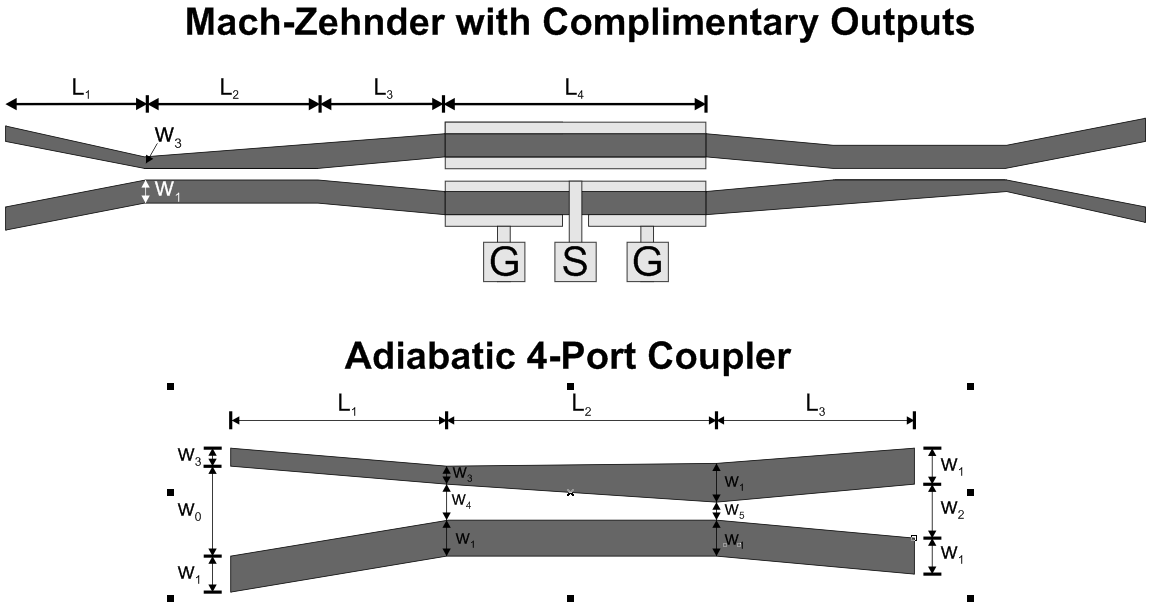 Mach-Zehnder with Complimentary Outputs
L₁ L₂ L₃ L₄
W₃
W₁
G S G
Adiabatic 4-Port Coupler
L₁ L₂ L₃
W₃ W₃ W₁ W₁
W₀ W₄ W₅ W₂
W₁ W₁ W₁ W₁